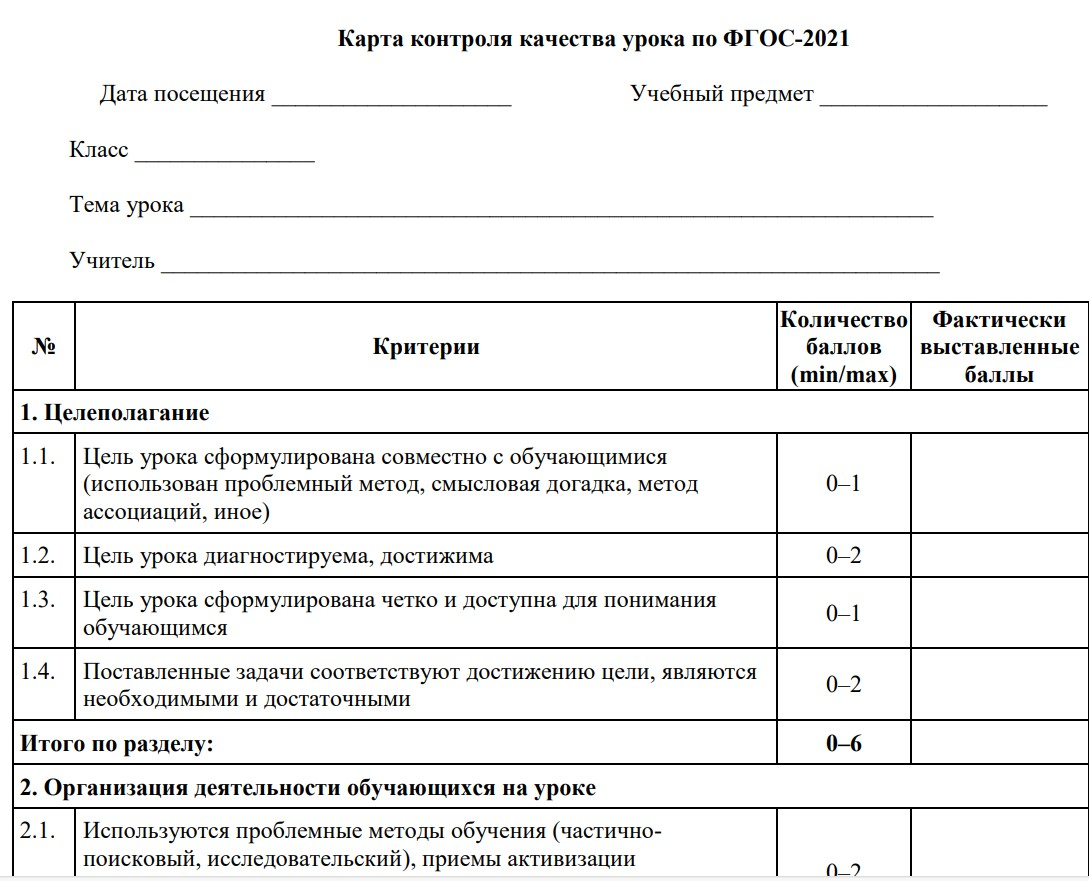 Карта контроля качества урока по ФГОС-2021
Дата посещения ____________________ Учебный предмет ___________________
Класс _______________
Тема урока ______________________________________________________________
Учитель _________________________________________________________________
№ Критерии Количество баллов (min/max) Фактически выставленные баллы
1. Целеполагание
1.1. Цель урока сформулирована совместно с обучающимися
(использован проблемный метод, смысловая догадка, метод
ассоциаций, иное)
0–1
1.2. Цель урока диагностируема, достижима 0–2
1.3. Цель урока сформулирована четко и доступна для понимания
обучающимся
0–1
1.4. Поставленные задачи соответствуют достижению цели, являются
необходимыми и достаточными
0–2
Итого по разделу: 0–6
2. Организация деятельности обучающихся на уроке
2.1. Используются проблемные методы обучения (частично-
поисковый, исследовательский), приемы активизации
0–2